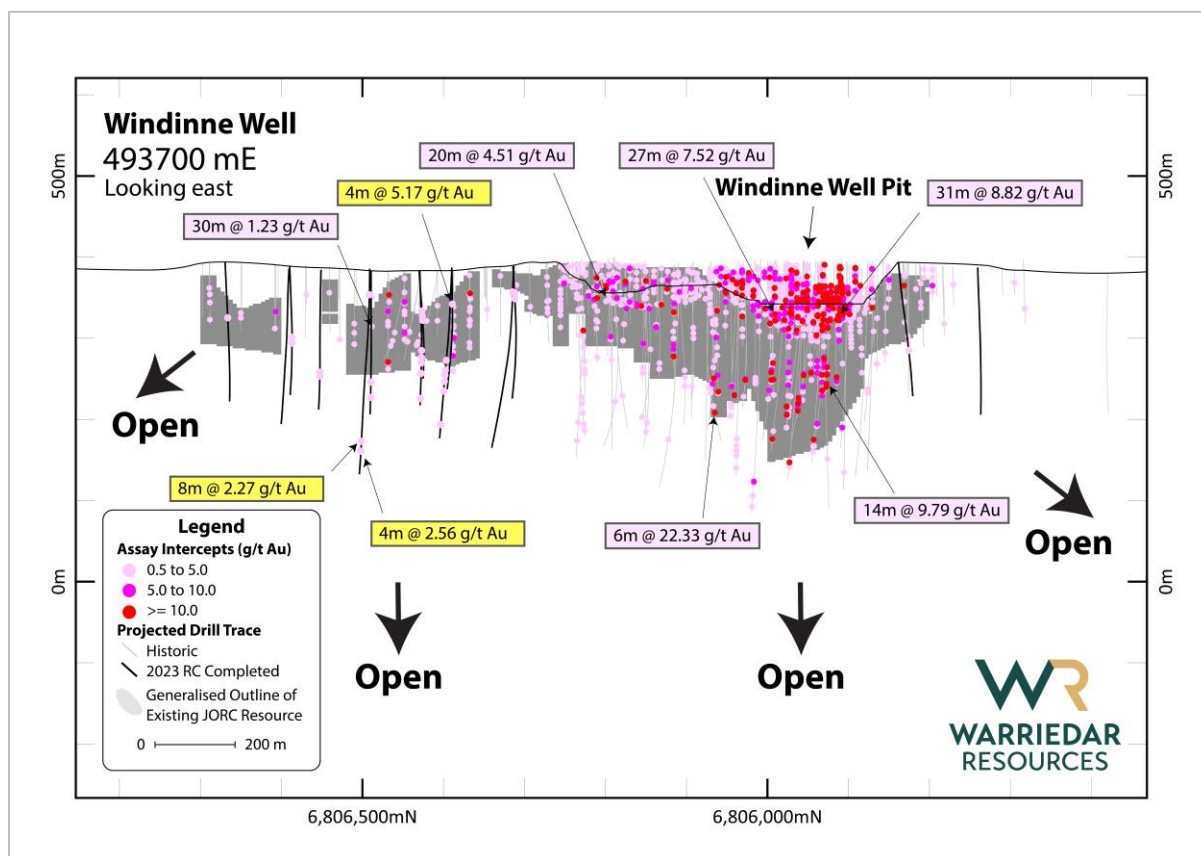 Windinne Well
493700 mE
Looking east
500m
500m
20m @ 4.51 g/t Au
27m @ 7.52 g/t Au
4m @ 5.17 g/t Au
Windinne Well Pit
31m @ 8.82 g/t Au
30m @ 1.23 g/t Au
Open
8m @ 2.27 g/t Au
4m @ 2.56 g/t Au
6m @ 22.33 g/t Au
14m @ 9.79 g/t Au
Open
0m
0m
Legend
Assay Intercepts (g/t Au)
0.5 to 5.0
5.0 to 10.0
>= 10.0
Projected Drill Trace
Historic
2023 RC Completed
Generalised Outline of
Existing JORC Resource
0 200 m
Open
Open
WR
WARRIEDAR
RESOURCES
6,806,500mN
6,806,000mN